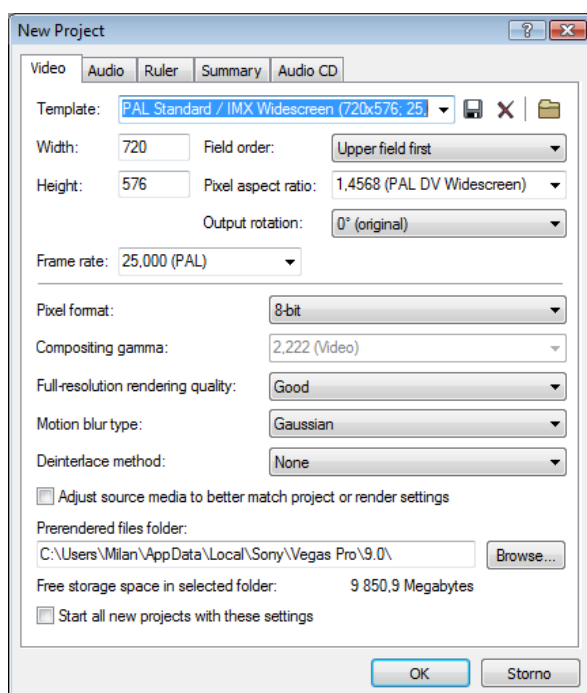 New Project
Video Audio Ruler Summary Audio CD
Template: PAL Standard / IMX Widescreen (720x576; 25,
Width: 720 Field order: Upper field first
Height: 576 Pixel aspect ratio: 1,4568 (PAL DV Widescreen)
Output rotation: 0° (original)
Frame rate: 25,000 (PAL)
Pixel format: 8-bit
Compositing gamma: 2,222 (Video)
Full-resolution rendering quality: Good
Motion blur type: Gaussian
Deinterlace method: None
Adjust source media to better match project or render settings
Prerendered files folder:
C:\Users\Milan\AppData\Local\Sony\Vegas Pro\9.0\ Browse...
Free storage space in selected folder: 9 850,9 Megabytes
Start all new projects with these settings
OK Storno